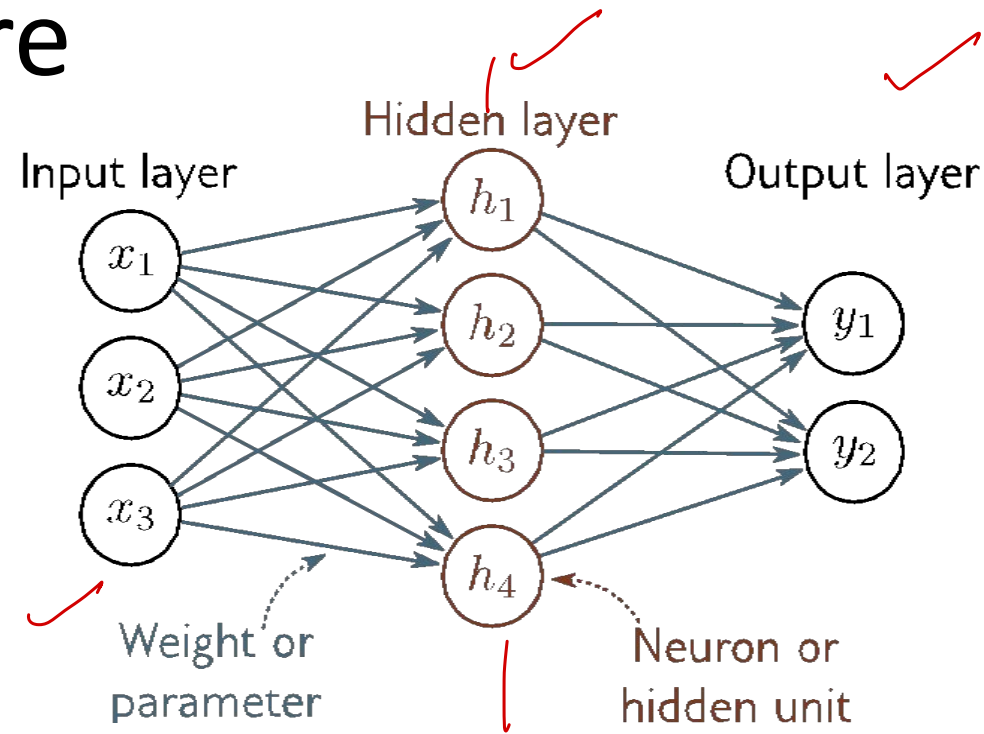 re
Hidden layer
Input layer
Output layer
h₁
x₁
h₂
y₁
x₂
h₃
y₂
x₃
h₄
Weight or
parameter
Neuron or
hidden unit